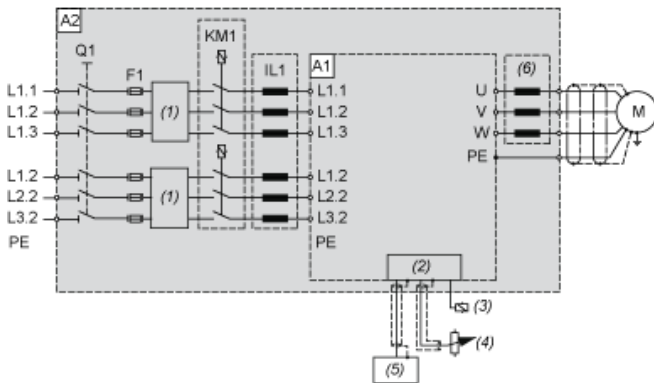 A2
Q1
KM1
F1
IL1
A1
(6)
L1.1
L1.1
U
L1.2
(1)
L1.2
V
M
L1.3
L1.3
W
PE
L1.2
L1.2
L2.2
(1)
L2.2
L3.2
L3.2
PE
PE
(2)
(3)
(4)
(5)